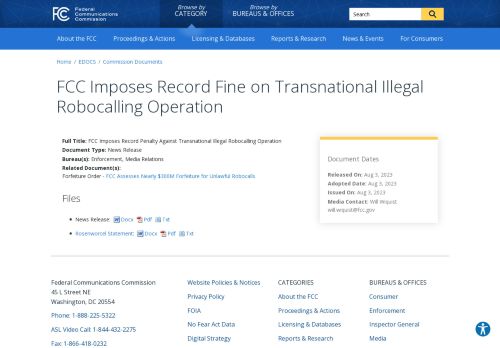 Federal Communications Commission
Browse by CATEGORY
Browse by BUREAUS & OFFICES
Search
About the FCC
Proceedings & Actions
Licensing & Databases
Reports & Research
News & Events
For Consumers
Home / EDOCS / Commission Documents
FCC Imposes Record Fine on Transnational Illegal
Robocalling Operation
Full Title: FCC Imposes Record Penalty Against Transnational Illegal Robocalling Operation
Document Type: News Release
Bureau(s): Enforcement, Media Relations
Related Document(s):
Forfeiture Order - FCC Assesses Nearly $300M Forfeiture for Unlawful Robocalls
Files
News Release: Docx Pdf Txt
Rosenworcel Statement: Docx Pdf Txt
Document Dates
Released On: Aug 3, 2023
Adopted Date: Aug 3, 2023
Issued On: Aug 3, 2023
Media Contact: Will Wiquist
will.wiquist@fcc.gov
Federal Communications Commission
45 L Street NE
Washington, DC 20554
Phone: 1-888-225-5322
ASL Video Call: 1-844-432-2275
Fax: 1-866-418-0232
Website Policies & Notices
Privacy Policy
FOIA
No Fear Act Data
Digital Strategy
CATEGORIES
About the FCC
Proceedings & Actions
Licensing & Databases
Reports & Research
BUREAUS & OFFICES
Consumer
Enforcement
Inspector General
Media